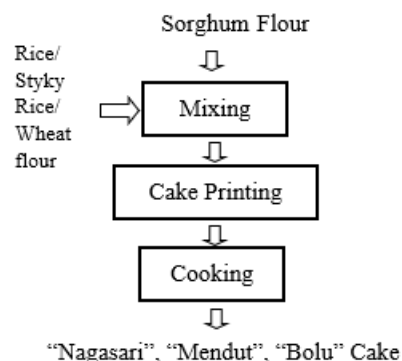 Sorghum Flour
Rice/
Styky
Rice/
Wheat
flour
Mixing
Cake Printing
Cooking
“Nagasari”, “Mendut”, “Bolu” Cake